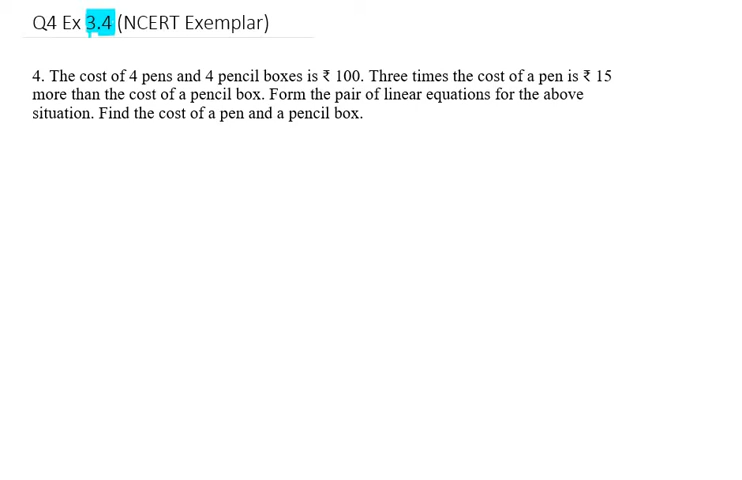 Q4 Ex 3.4 (NCERT Exemplar)
4. The cost of 4 pens and 4 pencil boxes is ₹ 100. Three times the cost of a pen is ₹ 15
more than the cost of a pencil box. Form the pair of linear equations for the above
situation. Find the cost of a pen and a pencil box.